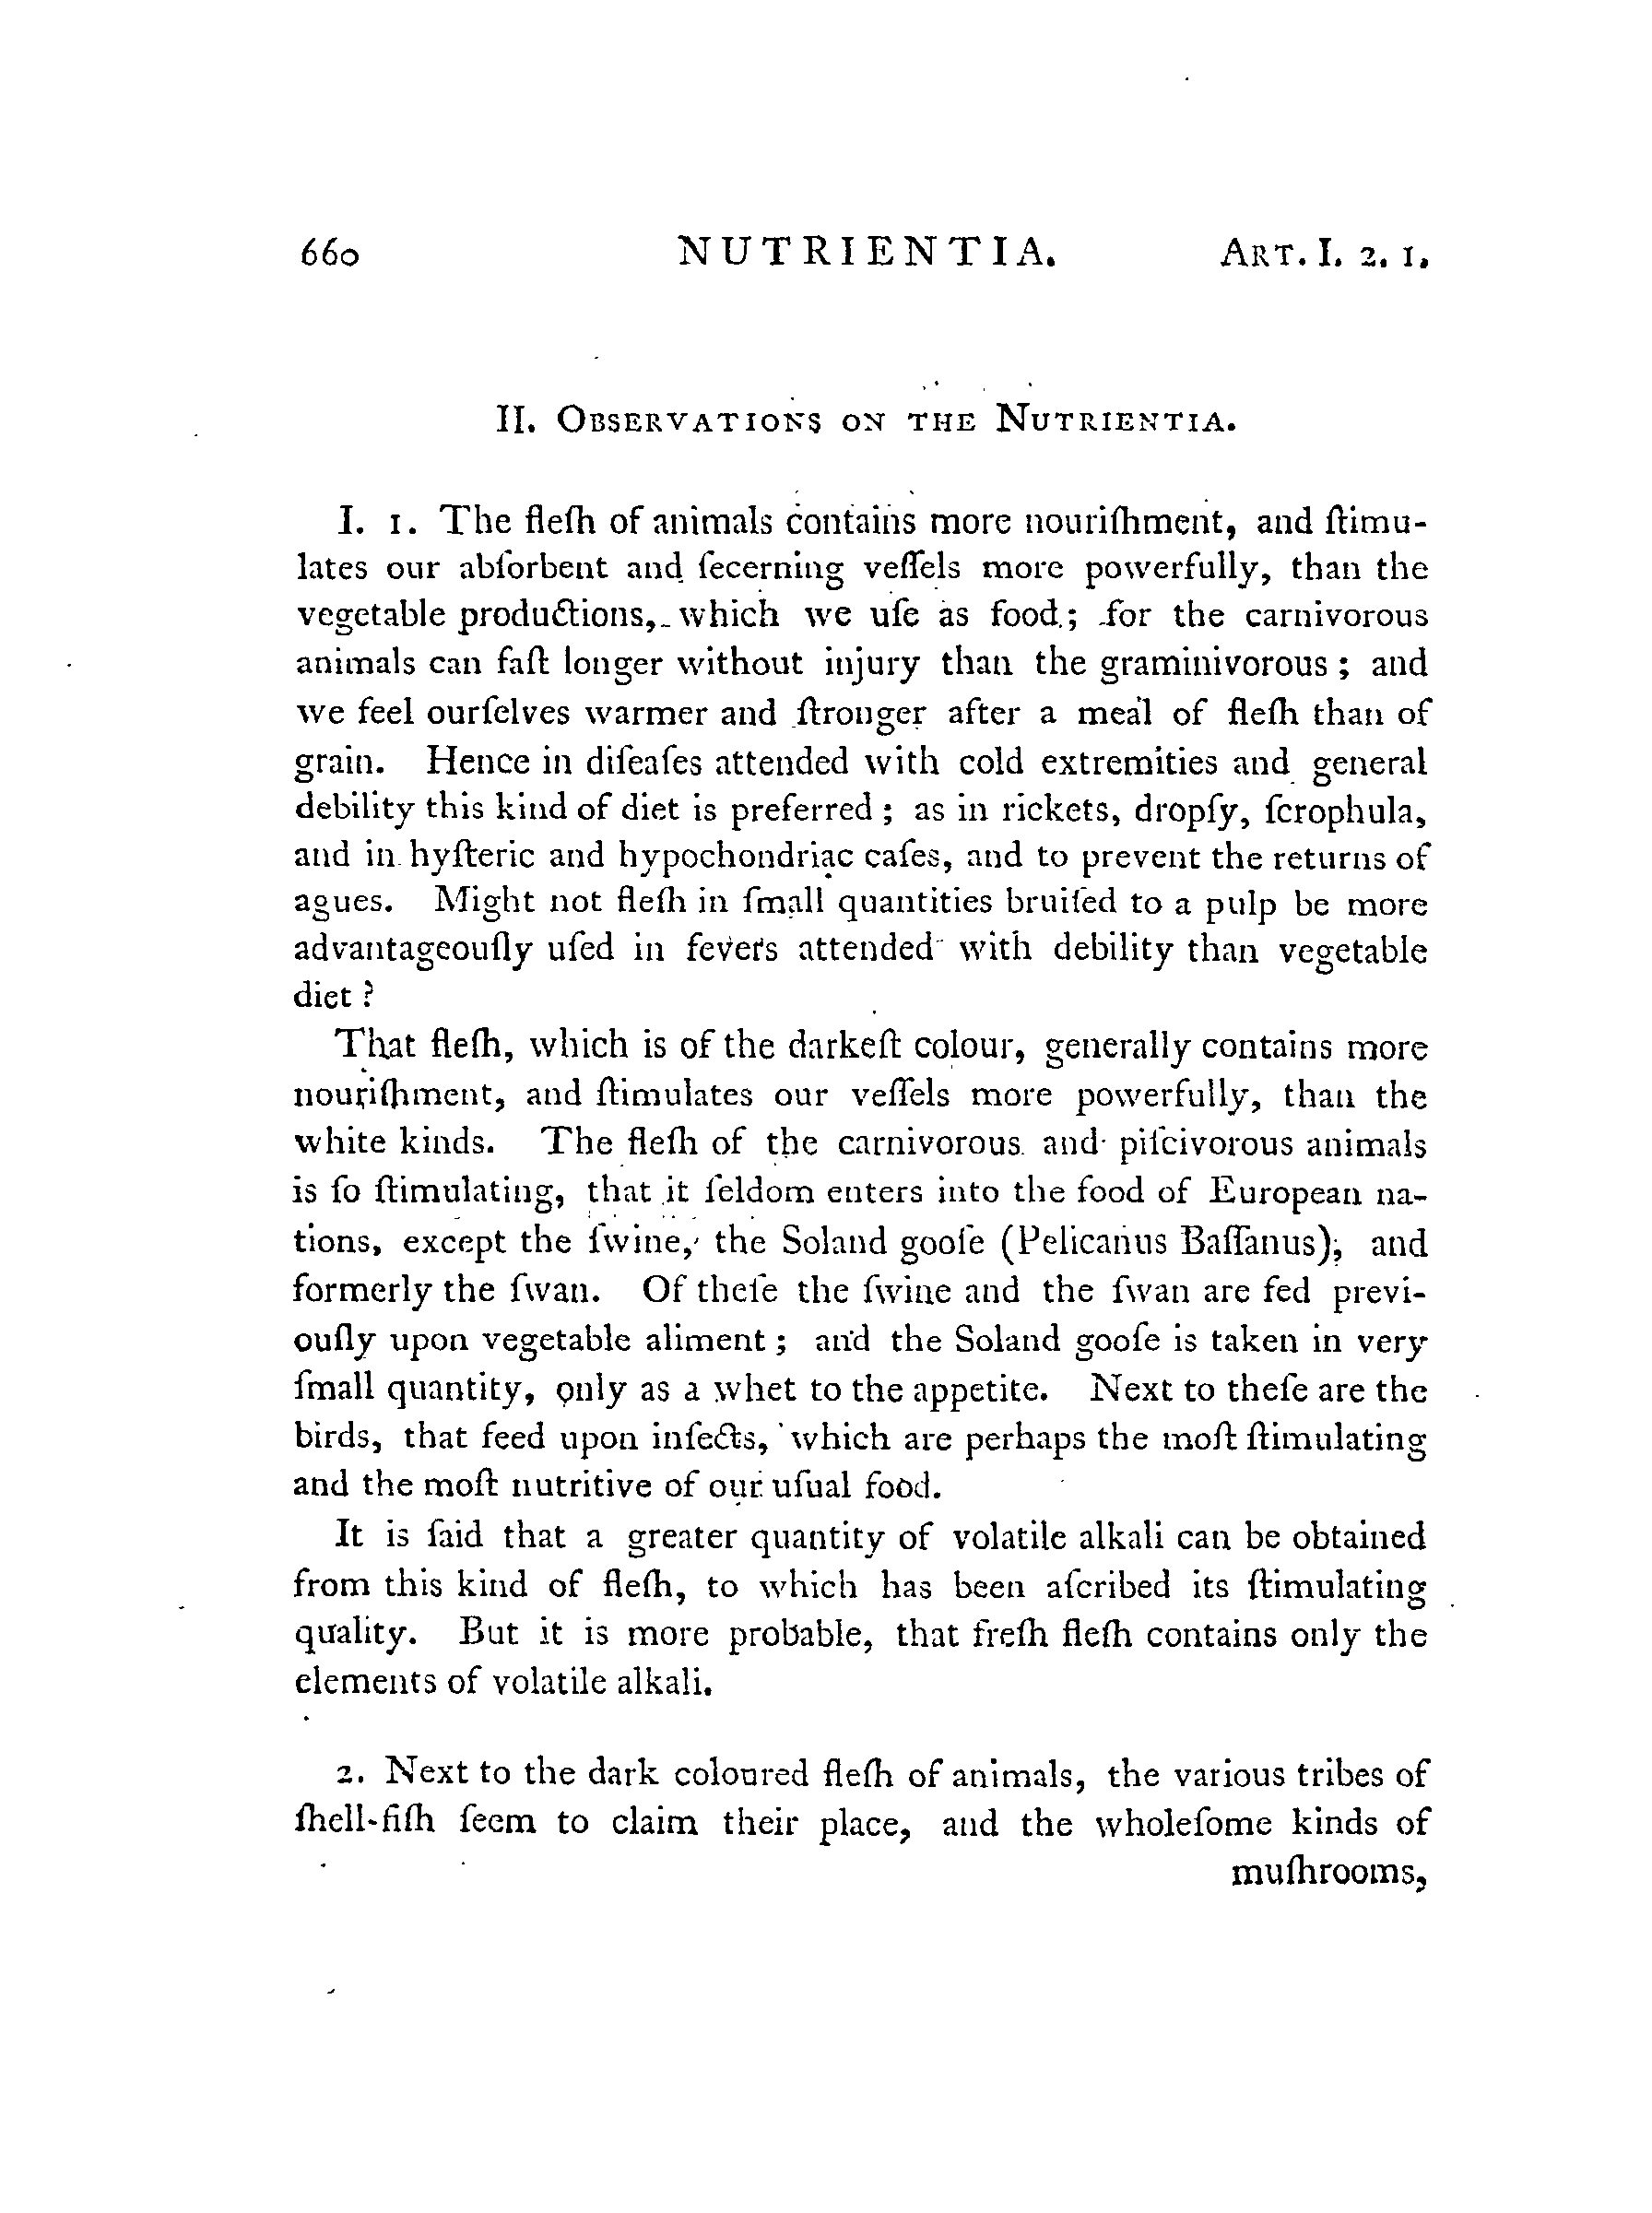 660 NUTRIENTIA. ART. I. 2. 1.
II. OBSERVATIONS ON THE NUTRIENTIA.
I. 1. The fleſh of animals contains more nouriſhment, and ſtimu-
lates our abſorbent and ſecerning veſſels more powerfully, than the
vegetable productions, which we uſe as food; for the carnivorous
animals can faſt longer without injury than the graminivorous; and
we feel ourſelves warmer and ſtronger after a meal of fleſh than of
grain. Hence in diſeaſes attended with cold extremities and general
debility this kind of diet is preferred; as in rickets, dropſy, ſcrophula,
and in hyſteric and hypochondriac caſes, and to prevent the returns of
agues. Might not fleſh in ſmall quantities bruiſed to a pulp be more
advantageouſly uſed in fevers attended with debility than vegetable
diet?
That fleſh, which is of the darkeſt colour, generally contains more
nouriſhment, and ſtimulates our veſſels more powerfully, than the
white kinds. The fleſh of the carnivorous and piſcivorous animals
is ſo ſtimulating, that it ſeldom enters into the food of European na-
tions, except the ſwine, the Soland gooſe (Pelicanus Baſſanus), and
formerly the ſwan. Of theſe the ſwine and the ſwan are fed previ-
ouſly upon vegetable aliment; and the Soland gooſe is taken in very
ſmall quantity, only as a whet to the appetite. Next to theſe are the
birds, that feed upon inſects, which are perhaps the moſt ſtimulating
and the moſt nutritive of our uſual food.
It is ſaid that a greater quantity of volatile alkali can be obtained
from this kind of fleſh, to which has been aſcribed its ſtimulating
quality. But it is more probable, that freſh fleſh contains only the
elements of volatile alkali.
2. Next to the dark coloured fleſh of animals, the various tribes of
ſhell-fiſh ſeem to claim their place, and the wholeſome kinds of
muſhrooms,